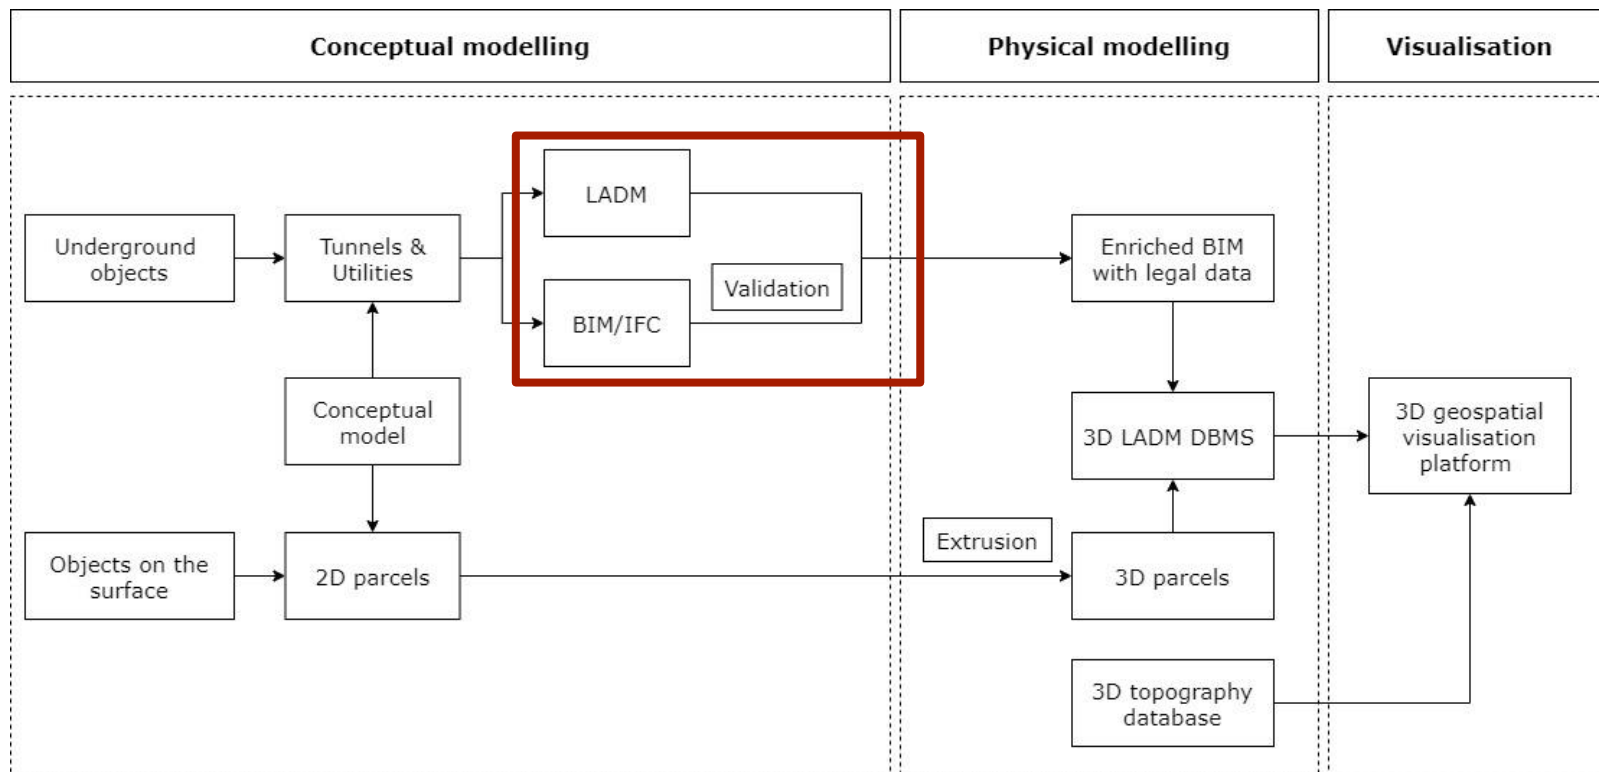 Conceptual modelling
Physical modelling
Visualisation
LADM
Underground
objects
Tunnels &
Utilities
Validation
BIM/IFC
Enriched BIM
with legal data
Conceptual
model
3D LADM DBMS
3D geospatial
visualisation
platform
Objects on the
surface
2D parcels
Extrusion
3D parcels
3D topography
database